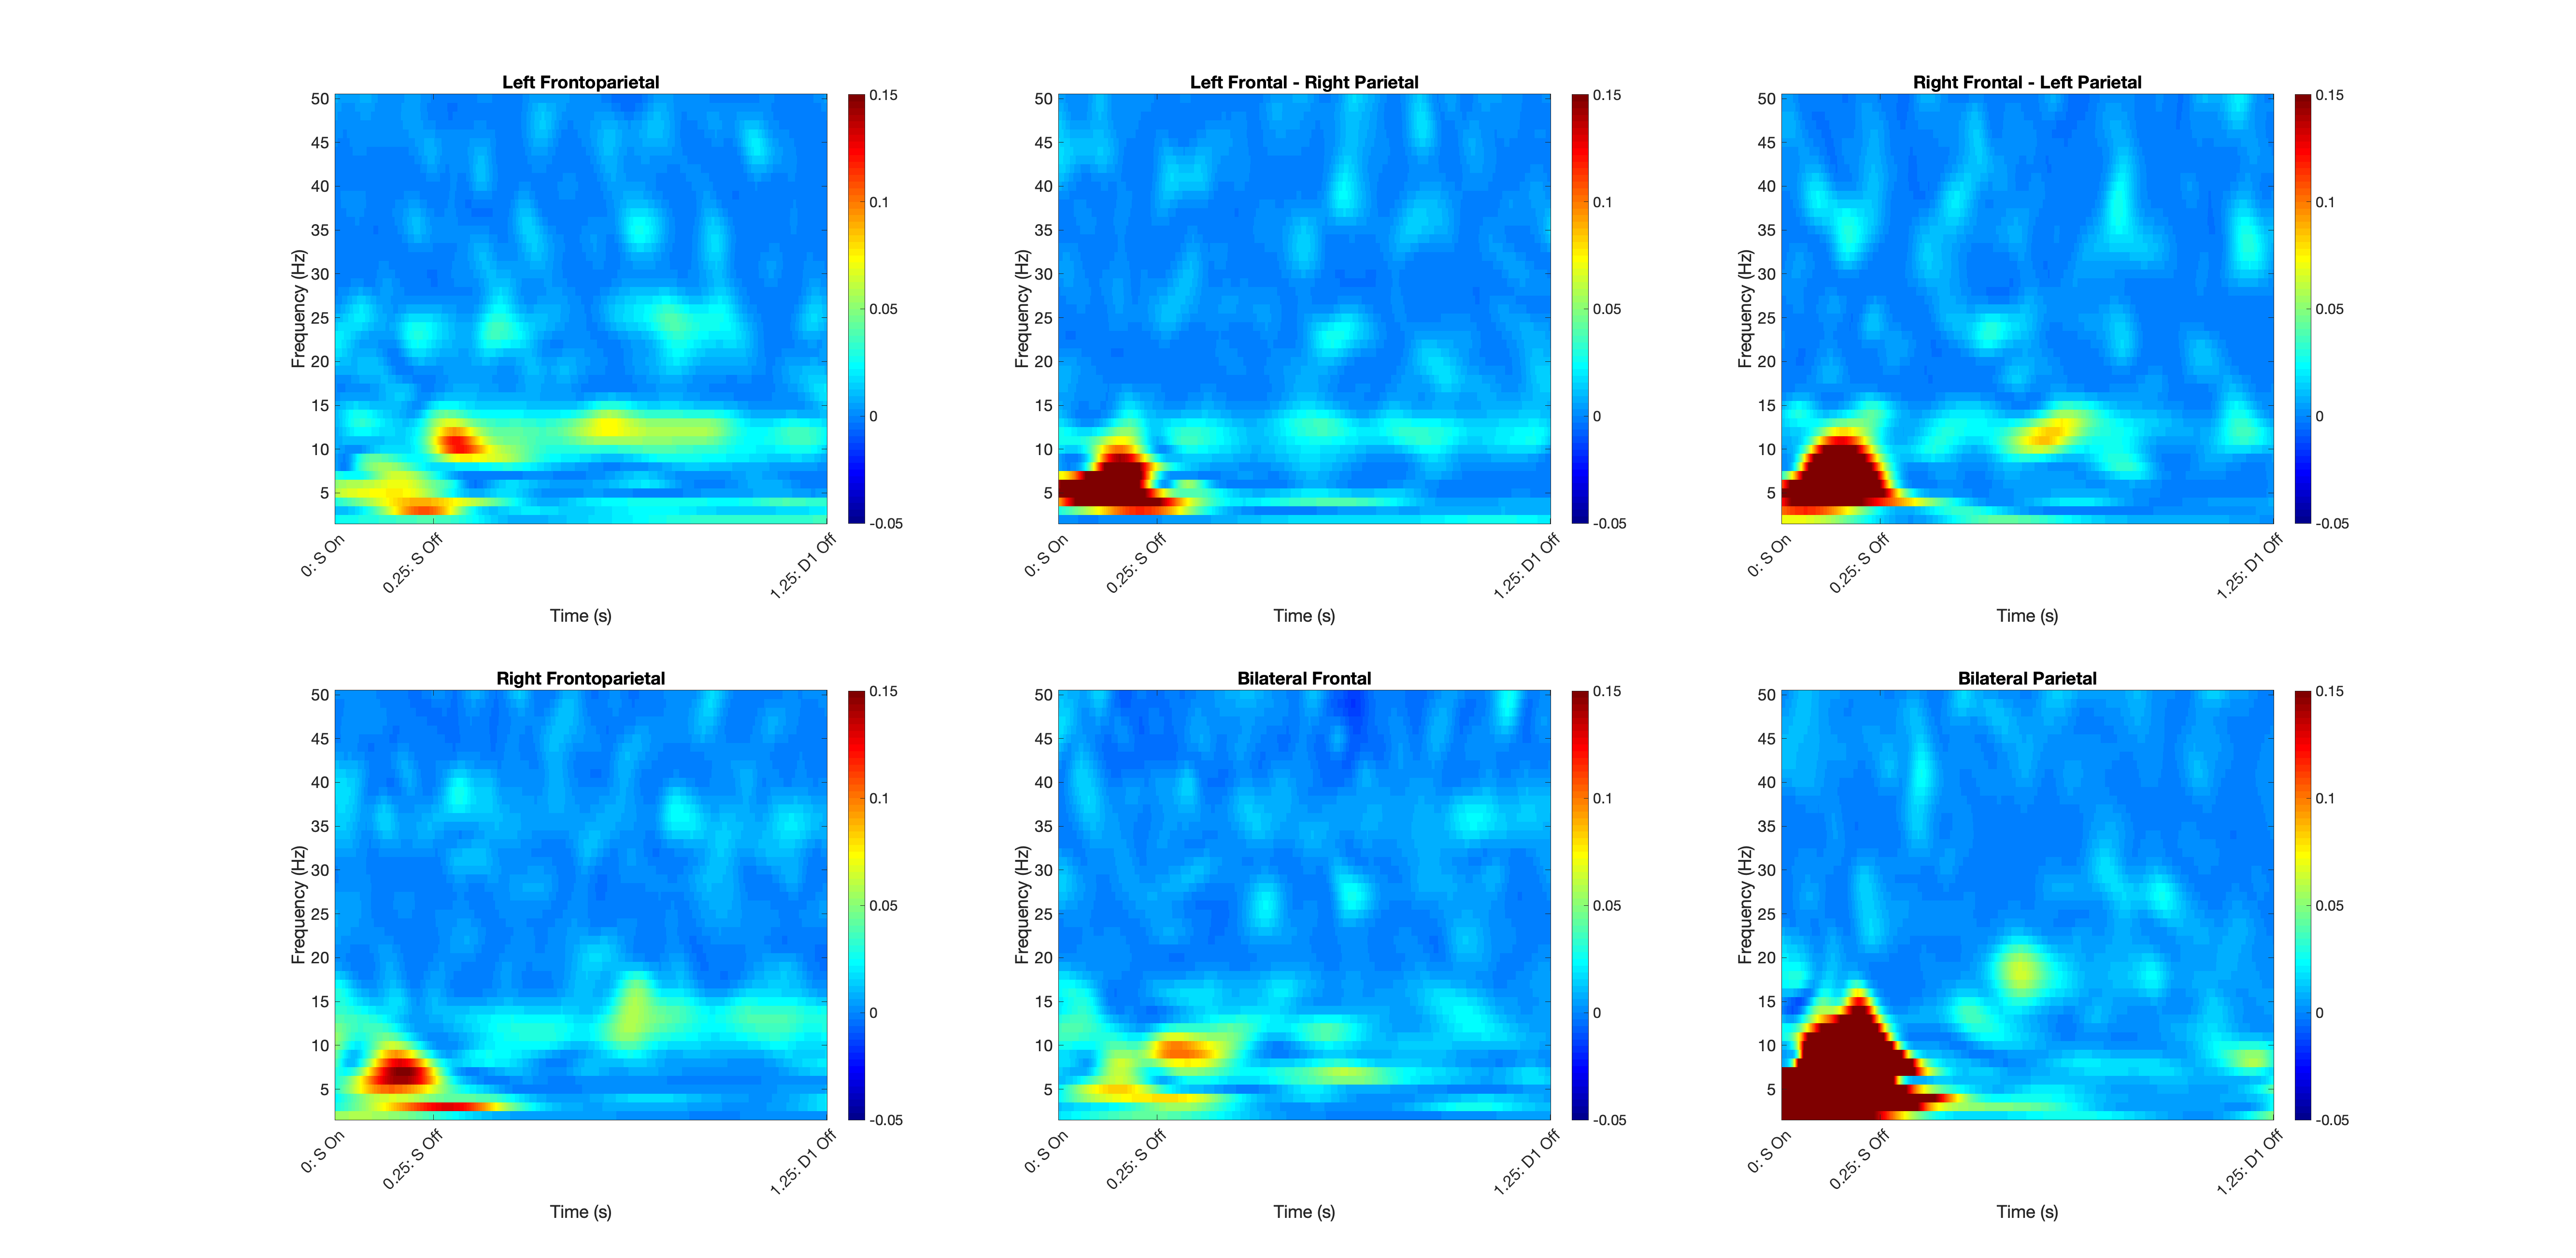 Left Frontoparietal
50
45
40
35
30
25
20
15
10
5
Frequency (Hz)
0: S On
0.25: S Off
1.25: D1 Off
Time (s)
0.15
0.1
0.05
0
-0.05
Left Frontal - Right Parietal
50
45
40
35
30
25
20
15
10
5
Frequency (Hz)
0: S On
0.25: S Off
1.25: D1 Off
Time (s)
0.15
0.1
0.05
0
-0.05
Right Frontal - Left Parietal
50
45
40
35
30
25
20
15
10
5
Frequency (Hz)
0: S On
0.25: S Off
1.25: D1 Off
Time (s)
0.15
0.1
0.05
0
-0.05
Right Frontoparietal
50
45
40
35
30
25
20
15
10
5
Frequency (Hz)
0: S On
0.25: S Off
1.25: D1 Off
Time (s)
0.15
0.1
0.05
0
-0.05
Bilateral Frontal
50
45
40
35
30
25
20
15
10
5
Frequency (Hz)
0: S On
0.25: S Off
1.25: D1 Off
Time (s)
0.15
0.1
0.05
0
-0.05
Bilateral Parietal
50
45
40
35
30
25
20
15
10
5
Frequency (Hz)
0: S On
0.25: S Off
1.25: D1 Off
Time (s)
0.15
0.1
0.05
0
-0.05